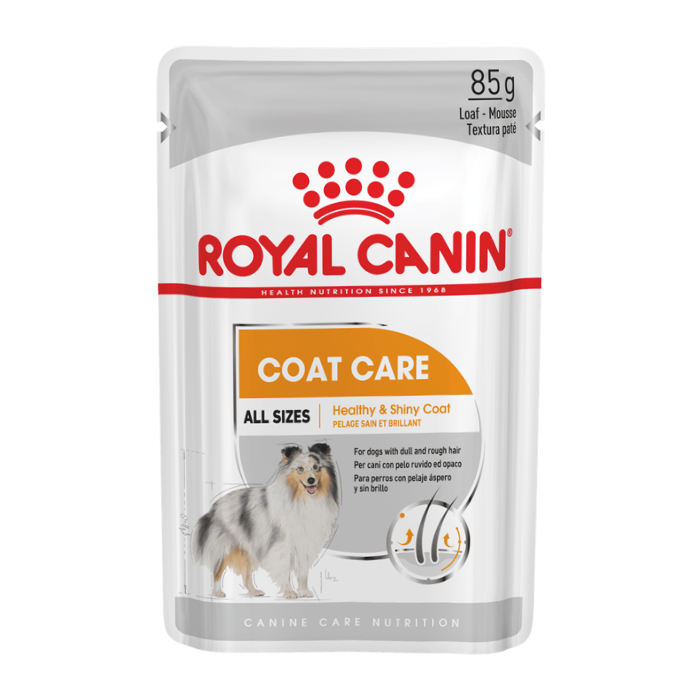 85g
Loaf - Mousse
Textura paté
ROYAL CANIN®
HEALTH NUTRITION SINCE 1968
COAT CARE
ALL SIZES
Healthy & Shiny Coat
PELAGE SAIN ET BRILLANT
For dogs with dull and rough hair
Per cani con pelo ruvido ed opaco
Para perros con pelaje áspero
y sin brillo
CANINE CARE NUTRITION